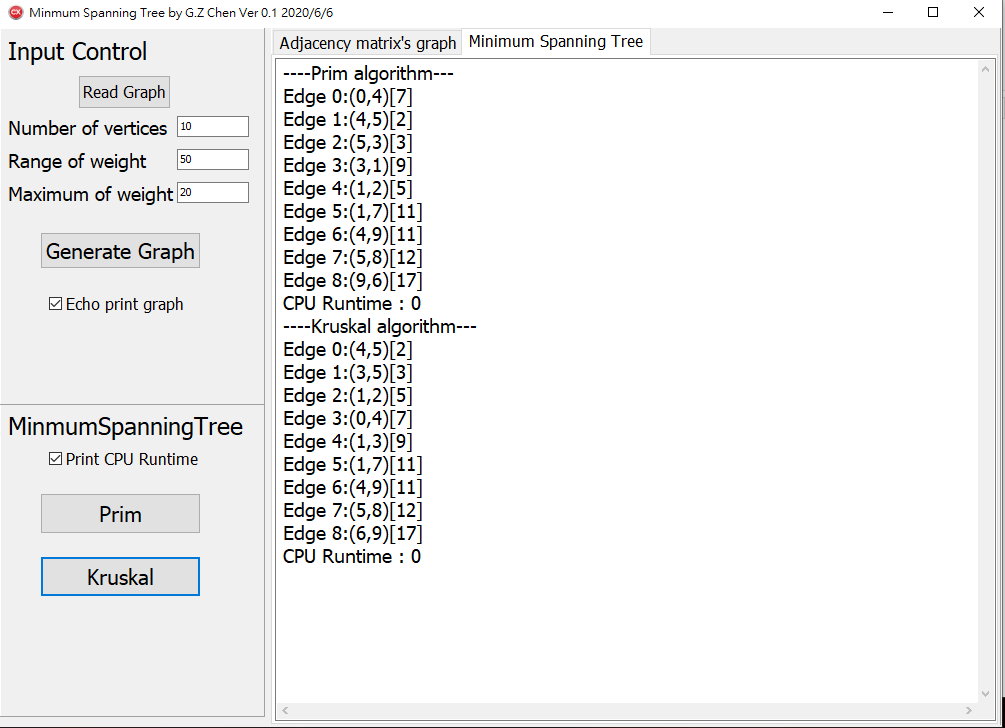 CX Minmum Spanning Tree by G.Z Chen Ver 0.1 2020/6/6
Input Control
Read Graph
Number of vertices 10
Range of weight 50
Maximum of weight 20
Generate Graph
Echo print graph
MinmumSpanningTree
Print CPU Runtime
Prim
Kruskal
Adjacency matrix's graph Minimum Spanning Tree
----Prim algorithm---
Edge 0:(0,4)[7]
Edge 1:(4,5)[2]
Edge 2:(5,3)[3]
Edge 3:(3,1)[9]
Edge 4:(1,2)[5]
Edge 5:(1,7)[11]
Edge 6:(4,9)[11]
Edge 7:(5,8)[12]
Edge 8:(9,6)[17]
CPU Runtime : 0
----Kruskal algorithm---
Edge 0:(4,5)[2]
Edge 1:(3,5)[3]
Edge 2:(1,2)[5]
Edge 3:(0,4)[7]
Edge 4:(1,3)[9]
Edge 5:(1,7)[11]
Edge 6:(4,9)[11]
Edge 7:(5,8)[12]
Edge 8:(6,9)[17]
CPU Runtime : 0